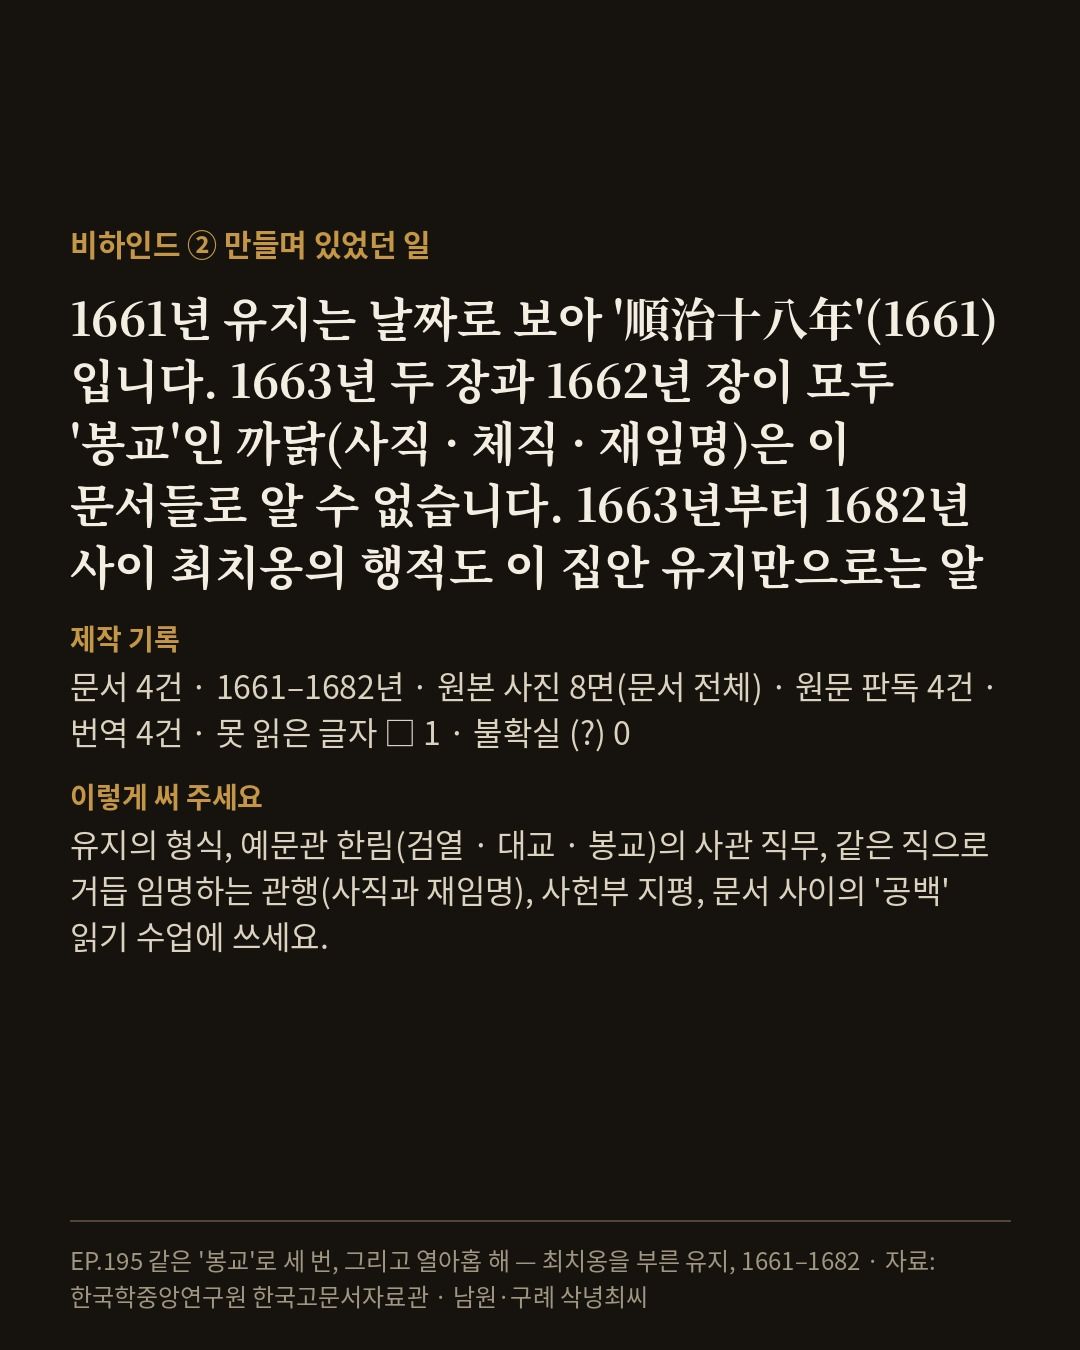 비하인드 ② 만들며 있었던 일
1661년 유지는 날짜로 보아 '順治十八年'(1661)
입니다. 1663년 두 장과 1662년 장이 모두
'봉교'인 까닭(사직 · 체직 · 재임명)은 이
문서들로 알 수 없습니다. 1663년부터 1682년
사이 최치옹의 행적도 이 집안 유지만으로는 알
제작 기록
문서 4건 · 1661–1682년 · 원본 사진 8면(문서 전체) · 원문 판독 4건 ·
번역 4건 · 못 읽은 글자 □ 1 · 불확실 (?) 0
이렇게 써 주세요
유지의 형식, 예문관 한림(검열 · 대교 · 봉교)의 사관 직무, 같은 직으로
거듭 임명하는 관행(사직과 재임명), 사헌부 지평, 문서 사이의 '공백'
읽기 수업에 쓰세요.
EP.195 같은 '봉교'로 세 번, 그리고 열아홉 해 — 최치옹을 부른 유지, 1661–1682 · 자료:
한국학중앙연구원 한국고문서자료관 · 남원·구례 삭녕최씨